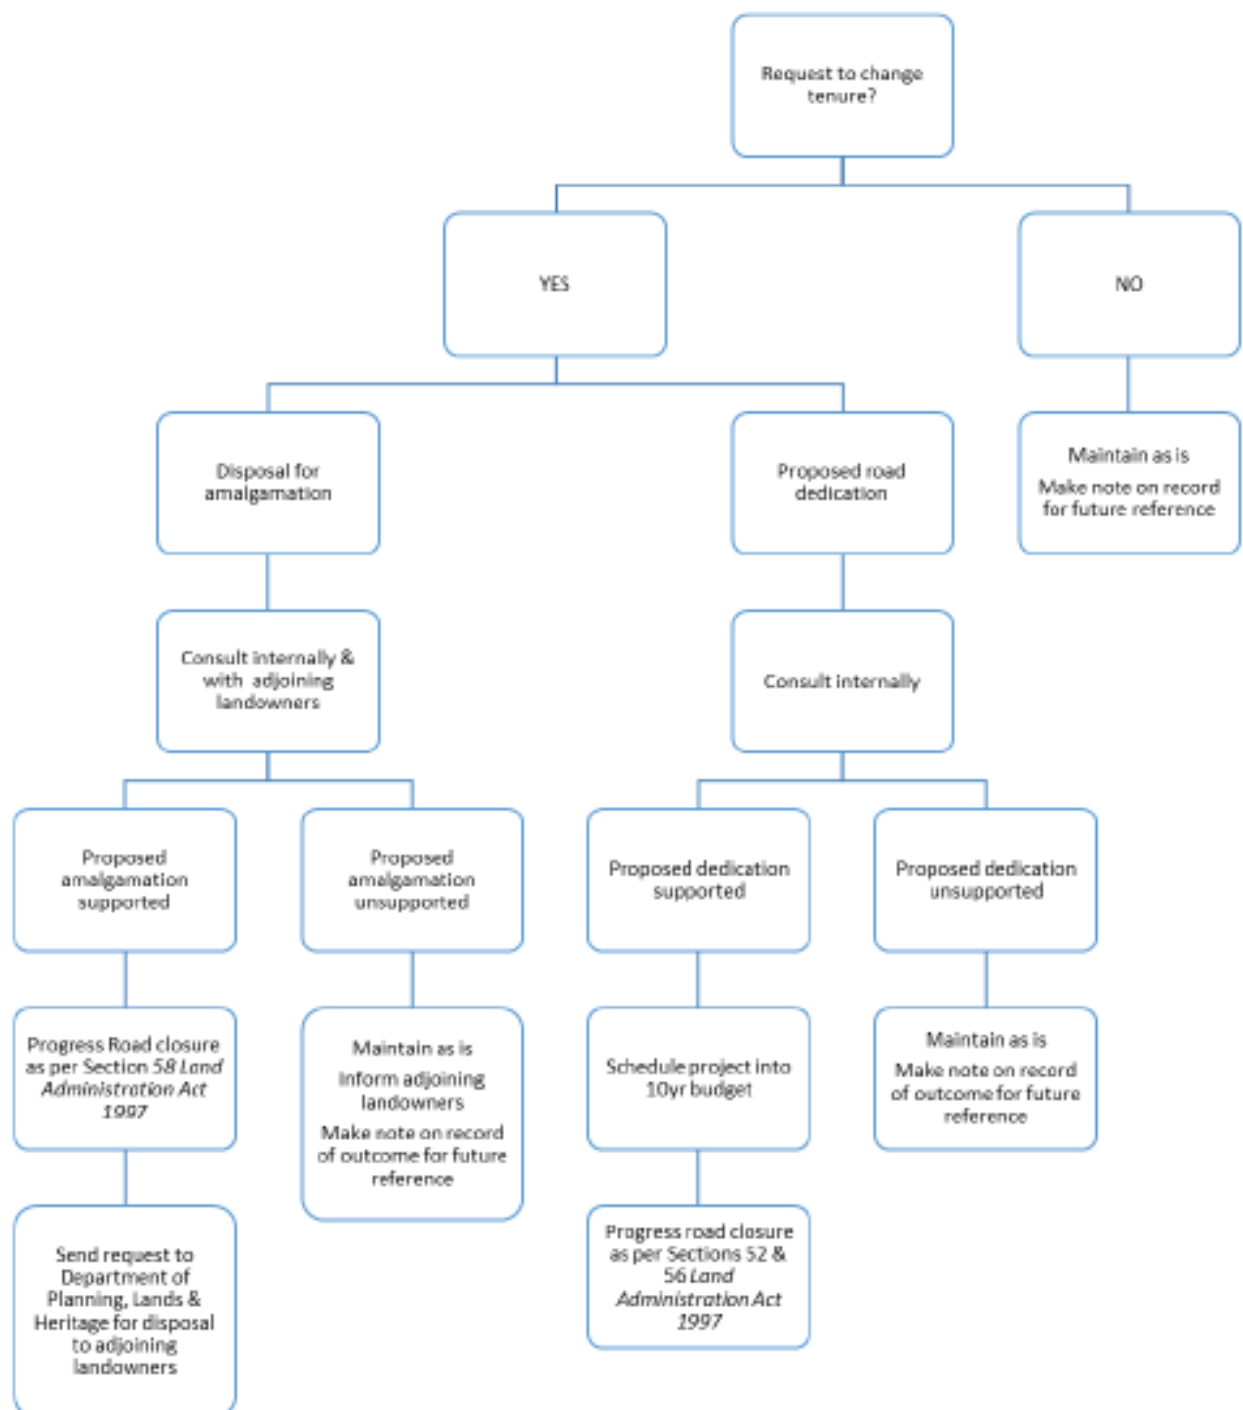 Request to change
tenure?
YES
NO
Disposal for
amalgamation
Proposed road
dedication
Maintain as is
Make note on record
for future reference
Consult internally &
with adjoining
landowners
Consult internally
Proposed
amalgamation
supported
Proposed
amalgamation
unsupported
Proposed dedication
supported
Proposed dedication
unsupported
Progress Road closure
as per Section 58 Land
Administration Act
1997
Maintain as is
Inform adjoining
landowners
Make note on record
of outcome for future
reference
Schedule project into
10yr budget
Maintain as is
Make note on record
of outcome for future
reference
Send request to
Department of
Planning, Lands &
Heritage for disposal
to adjoining
landowners
Progress road closure
as per Sections 52 &
56 Land
Administration Act
1997